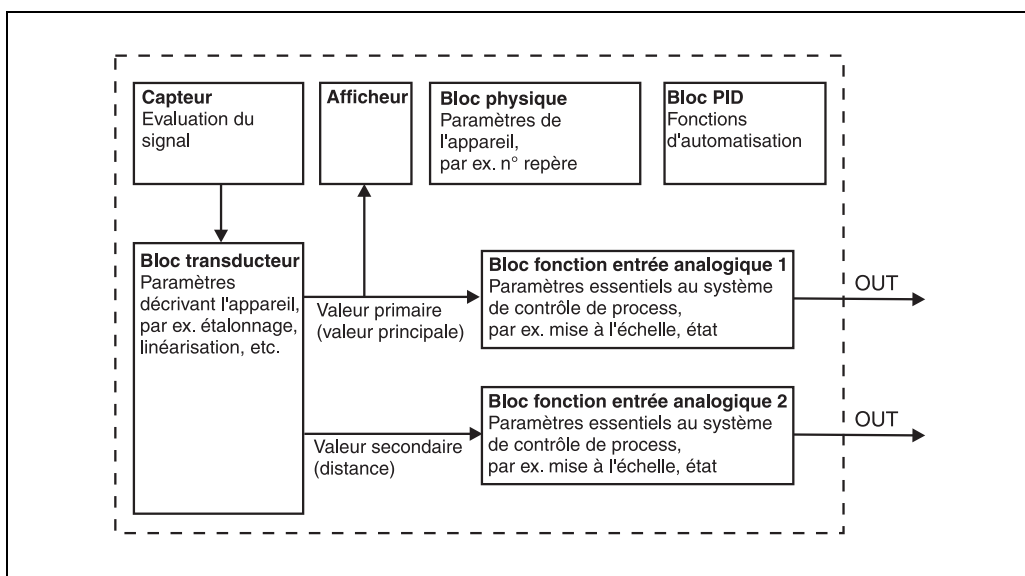 Capteur
Evaluation du
signal
Afficheur
Bloc physique
Paramètres de
l'appareil,
par ex. n° repère
Bloc PID
Fonctions
d'automatisation
Bloc transducteur
Paramètres
décrivant l'appareil,
par ex. étalonnage,
linéarisation, etc.
Valeur primaire
(valeur principale)
Bloc fonction entrée analogique 1
Paramètres essentiels au système
de contrôle de process,
par ex. mise à l'échelle, état
OUT
Valeur secondaire
(distance)
Bloc fonction entrée analogique 2
Paramètres essentiels au système
de contrôle de process,
par ex. mise à l'échelle, état
OUT